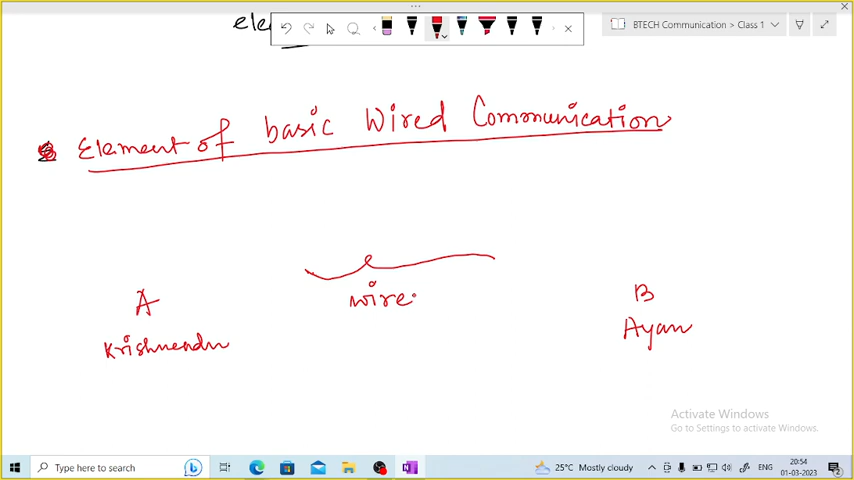 ele
BTECH Communication > Class 1
Element of basic Wired Communication
wire
A
B
Krishnendu
Ayan
Activate Windows
Go to Settings to activate Windows.
Type here to search
25°C Mostly cloudy
ENG
20:54
01-03-2023
2